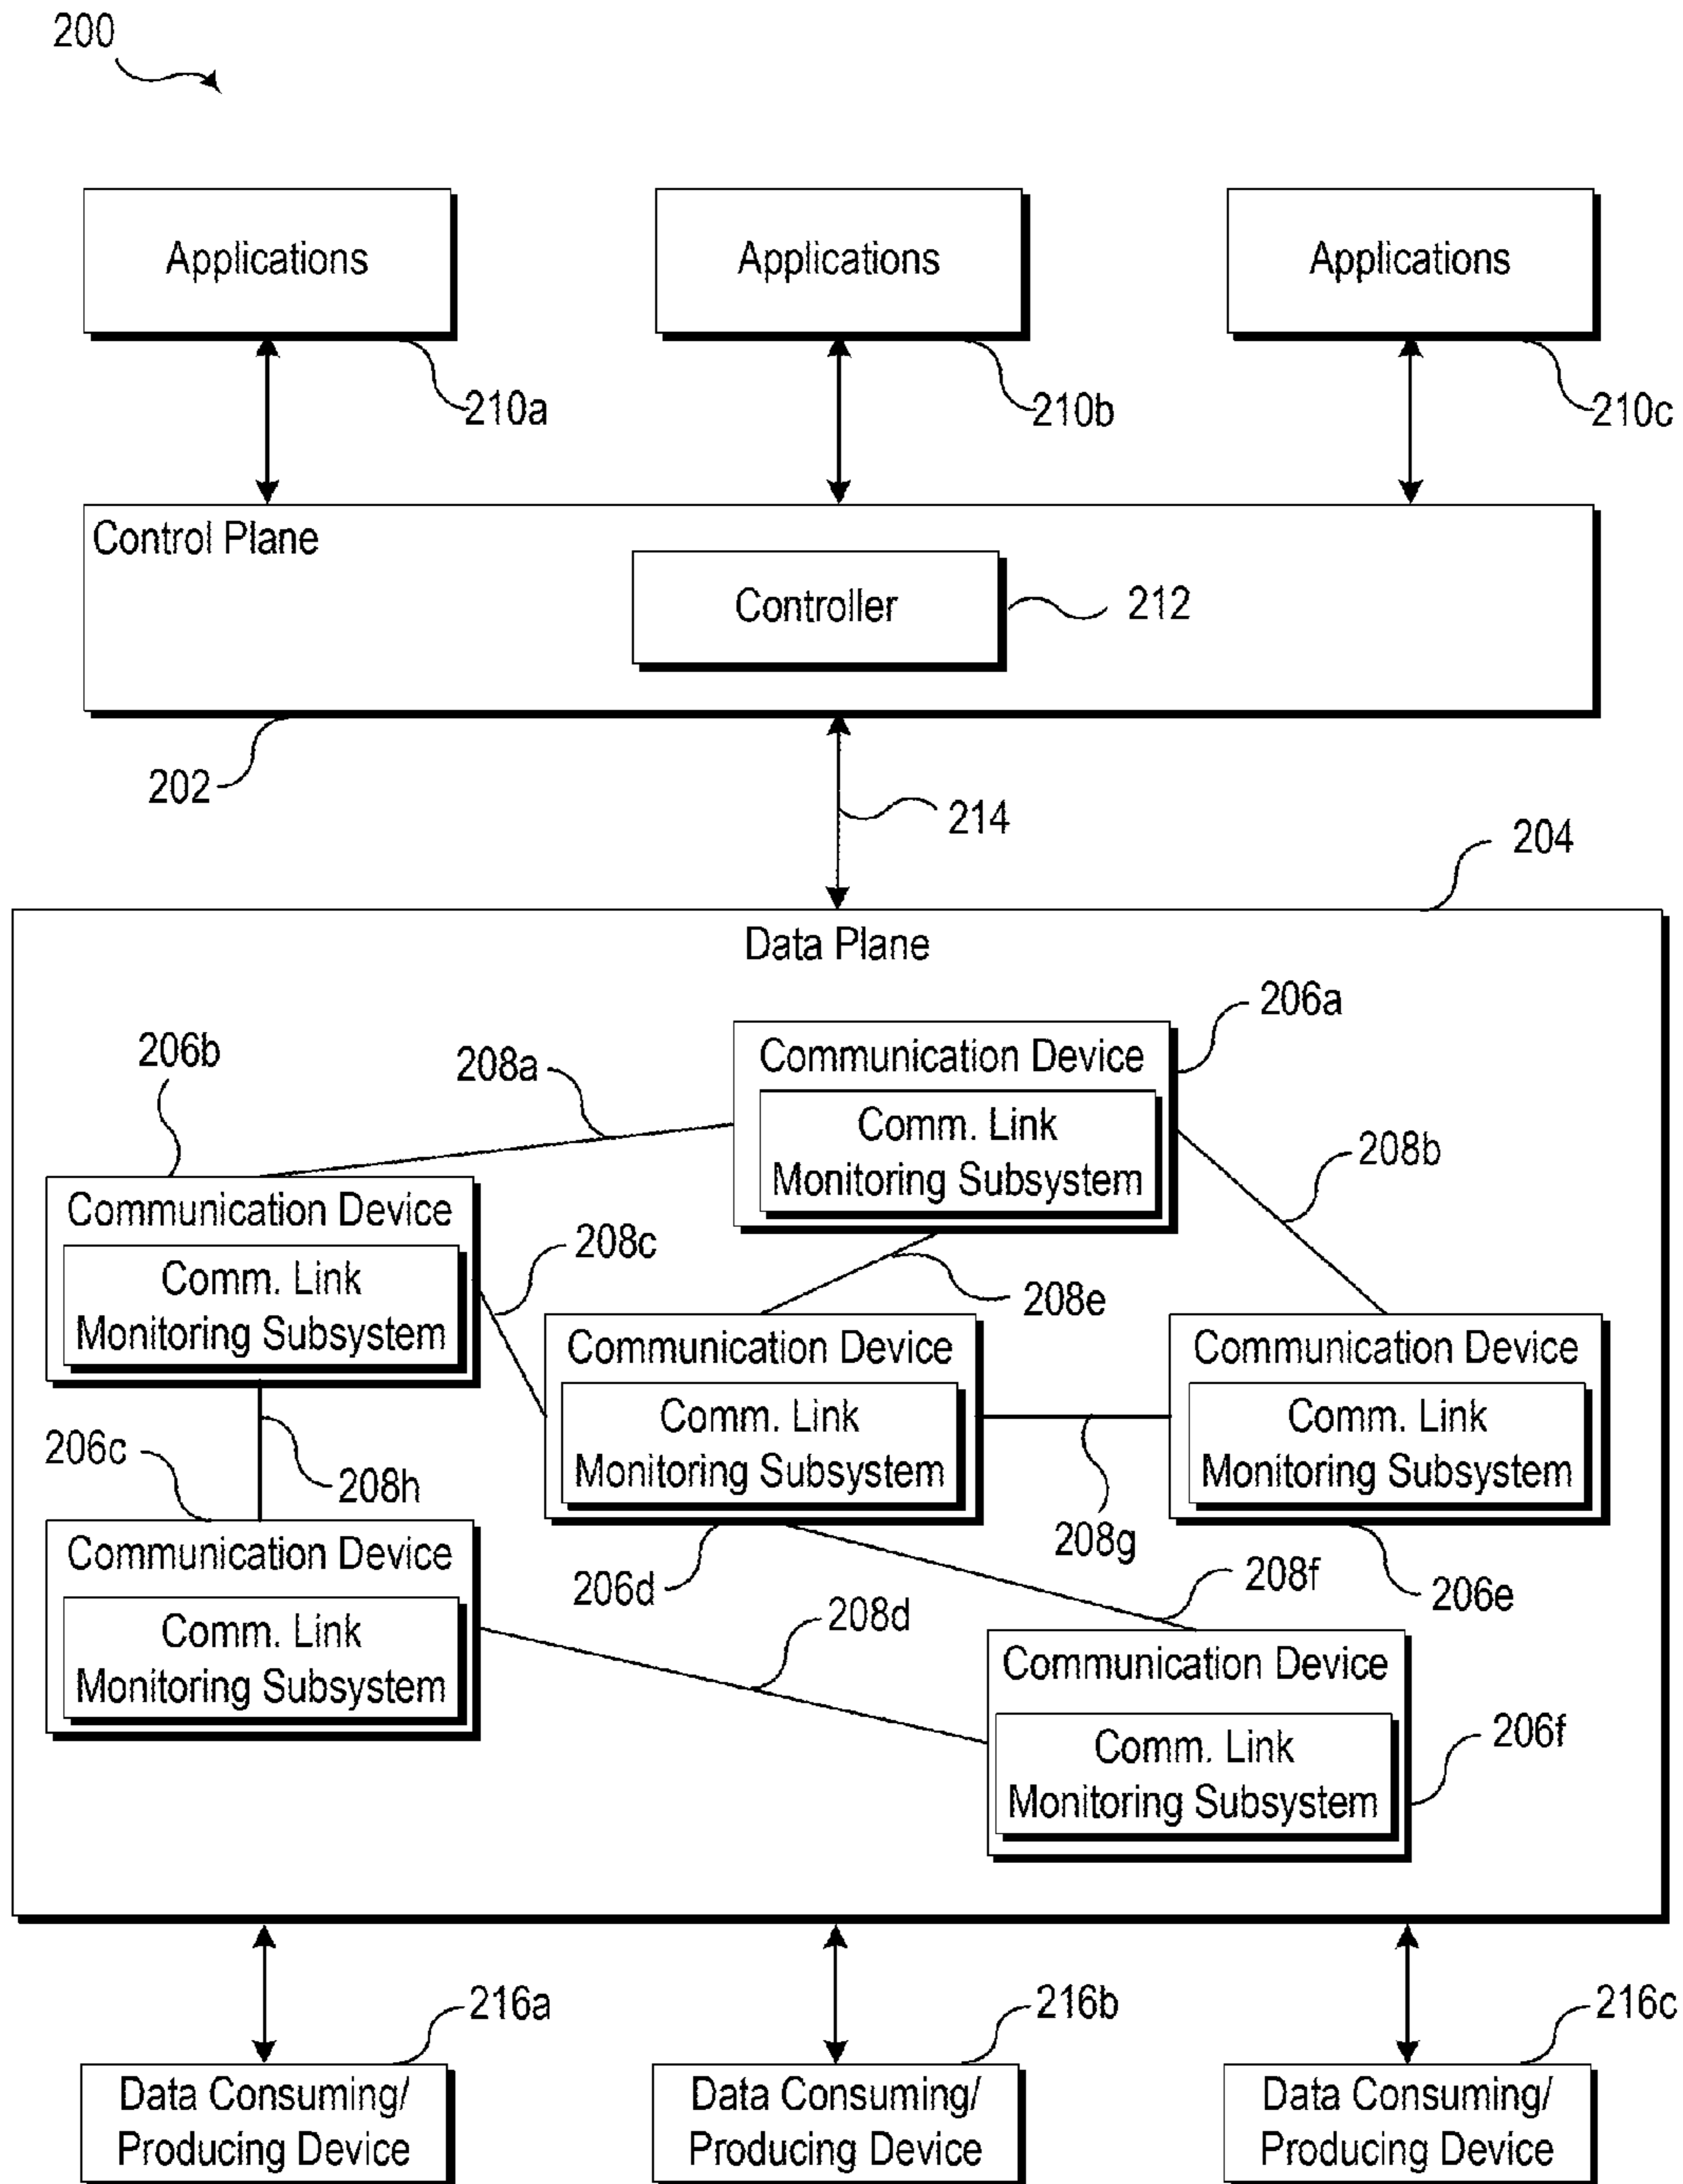 200
Applications
Applications
Applications
210a
210b
210c
Control Plane
Controller
212
202
214
204
Data Plane
206a
206b
208a
Communication Device
Comm. Link
Monitoring Subsystem
208b
Communication Device
Comm. Link
Monitoring Subsystem
208c
208e
Communication Device
Comm. Link
Monitoring Subsystem
Communication Device
Comm. Link
Monitoring Subsystem
206c
208h
208g
Communication Device
Comm. Link
Monitoring Subsystem
206d
208f
206e
208d
Communication Device
Comm. Link
Monitoring Subsystem
206f
216a
216b
216c
Data Consuming/
Producing Device
Data Consuming/
Producing Device
Data Consuming/
Producing Device